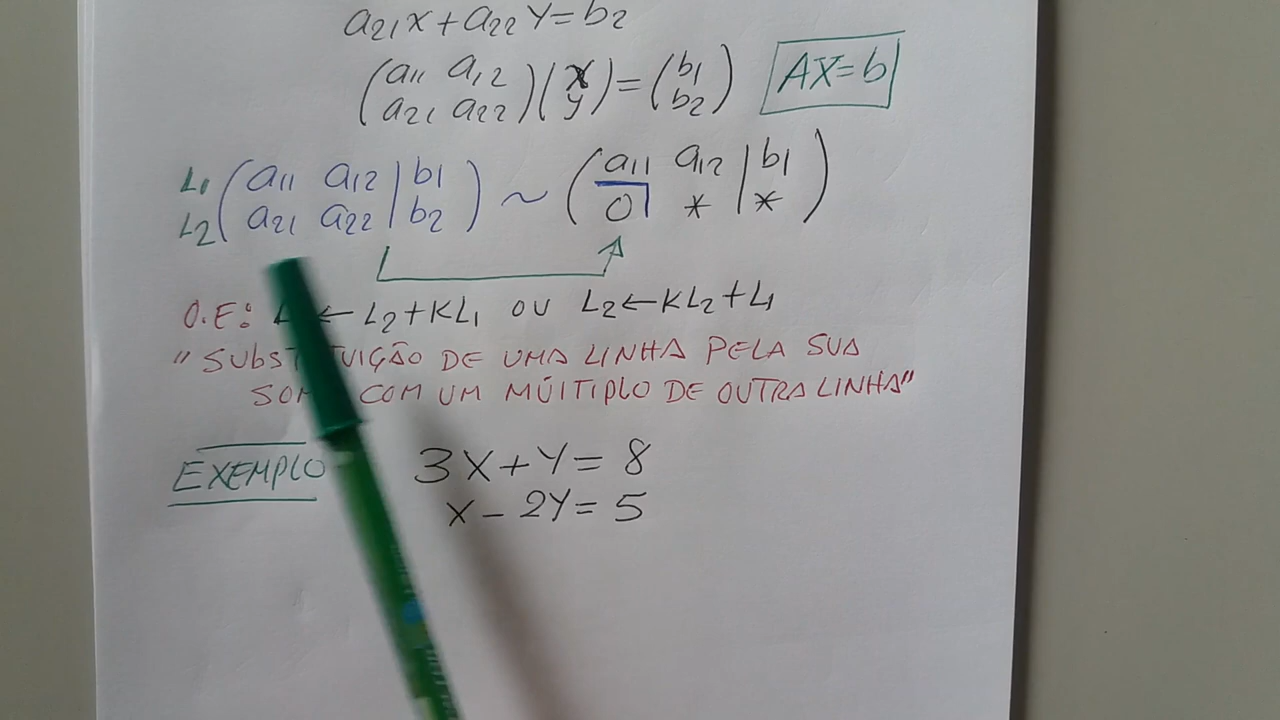 a21x+a22y=b2
(a11 a12) (x) = (b1) AX=b
(a21 a22) (y) (b2)
L1 (a11 a12 | b1) ~ (a11 a12 | b1)
L2 (a21 a22 | b2) (0 * | *)
O.E: ← L2+KL1 OU L2←KL2+L1
"SUBSTITUIÇÃO DE UMA LINHA PELA SUA
COM UM MÚLTIPLO DE OUTRA LINHA"
EXEMPLO 3X+Y=8
X-2Y=5